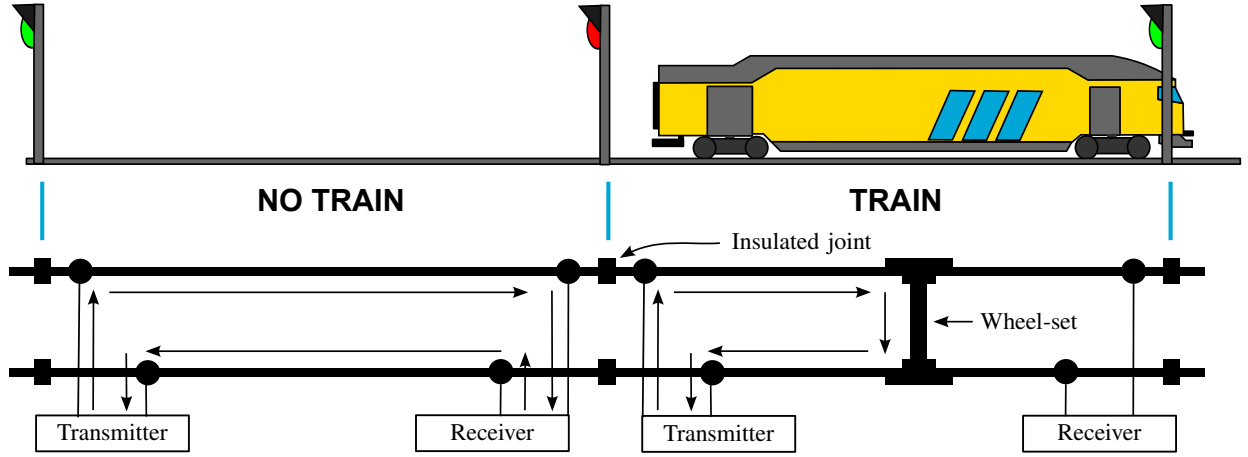 NO TRAIN
TRAIN
Insulated joint
Wheel-set
Transmitter
Receiver
Transmitter
Receiver